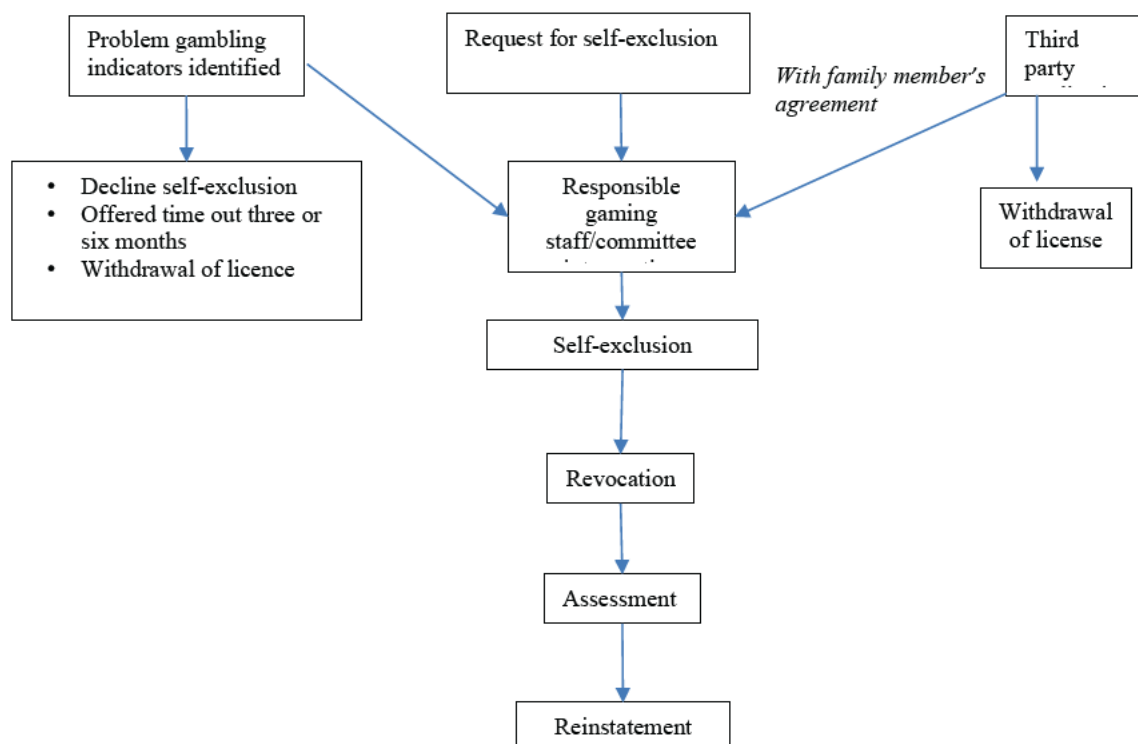 Problem gambling
indicators identified
Request for self-exclusion
With family member's
agreement
Third
party
• Decline self-exclusion
• Offered time out three or
six months
• Withdrawal of licence
Responsible
gaming
staff/committee
Withdrawal
of license
Self-exclusion
Revocation
Assessment
Reinstatement